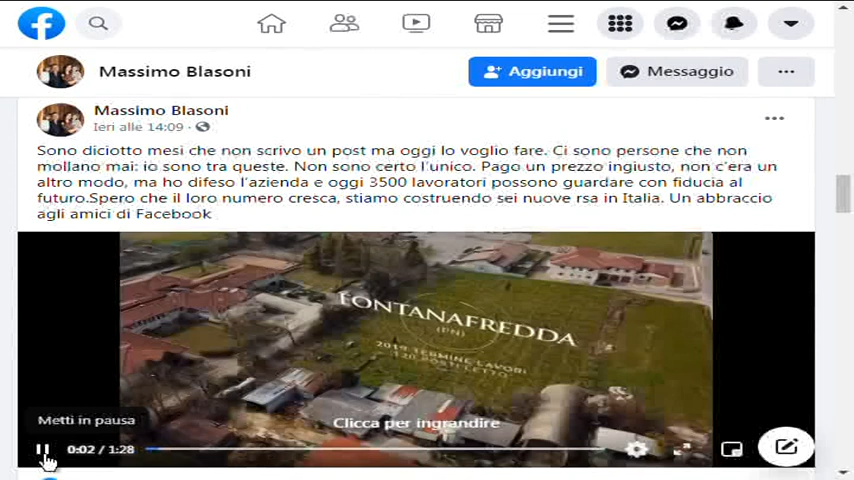 Massimo Blasoni
Aggiungi
Messaggio
Massimo Blasoni
Ieri alle 14:09 ·
Sono diciotto mesi che non scrivo un post ma oggi lo voglio fare. Ci sono persone che non
mollano mai: io sono tra queste. Non sono certo l'unico. Pago un prezzo ingiusto, non c'era un
altro modo, ma ho difeso l'azienda e oggi 3500 lavoratori possono guardare con fiducia al
futuro.Spero che il loro numero cresca, stiamo costruendo sei nuove rsa in Italia. Un abbraccio
agli amici di Facebook
FONTANAFREDDA
(PN)
2019 TERMINE LAVORI
120 POSTI LETTO
Clicca per ingrandire
Metti in pausa
0:02 / 1:28